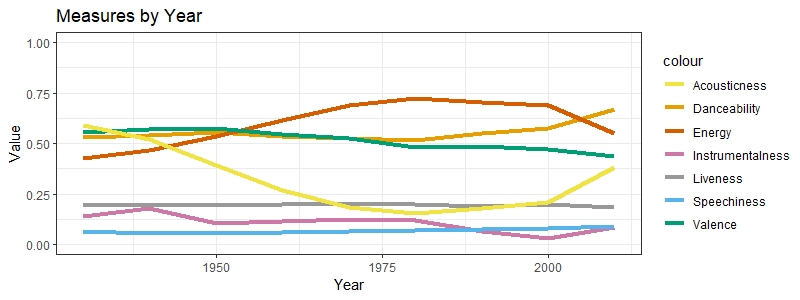 Measures by Year
1.00
0.75
0.50
0.25
0.00
Value
1950
1975
2000
Year
colour
Acousticness
Danceability
Energy
Instrumentalness
Liveness
Speechiness
Valence